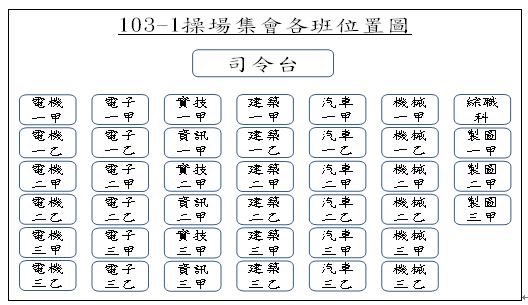 103-1操場集會各班位置圖
司令台
電機 電子 實技 建築 汽車 機械 綜職
一甲 一甲 一甲 一甲 一甲 一甲 科
電機 電子 資訊 建築 汽車 機械 製圖
一乙 一乙 一甲 一乙 一乙 一乙 一甲
電機 電子 實技 建築 汽車 機械 製圖
二甲 二甲 二甲 二甲 二甲 二甲 二甲
電機 電子 資訊 建築 汽車 機械 製圖
二乙 二乙 二甲 二乙 二乙 二乙 三甲
電機 電子 實技 建築 汽車 機械
三甲 三甲 三甲 三甲 三甲 三甲
電機 電子 資訊 建築 汽車 機械
三乙 三乙 三甲 三乙 三乙 三乙